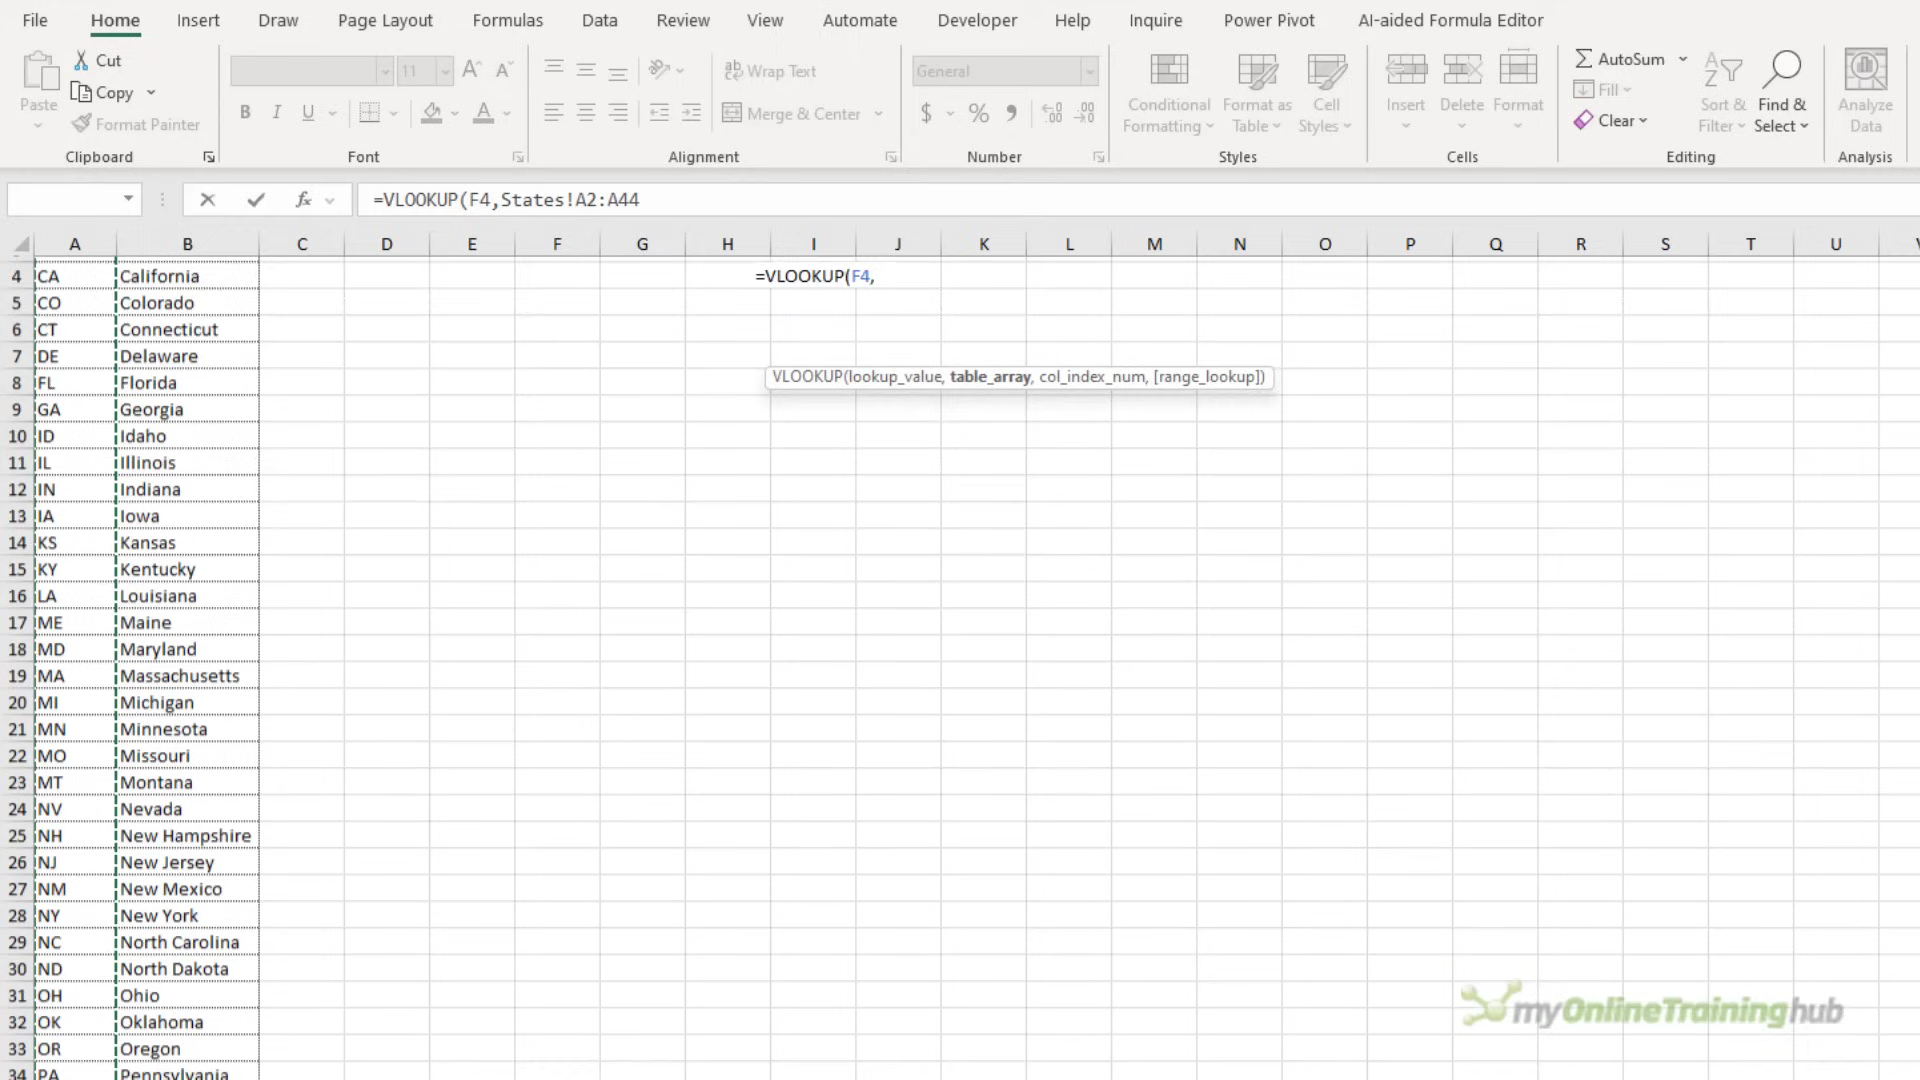 File Home Insert Draw Page Layout Formulas Data Review View Automate Developer Help Inquire Power Pivot AI-aided Formula Editor
Paste
Cut
Copy
Format Painter
Clipboard
11
B I U
Font
Wrap Text
Merge & Center
Alignment
General
$ % ,
Number
Conditional Formatting
Format as Table
Cell Styles
Styles
Insert
Delete
Format
Cells
AutoSum
Fill
Clear
Sort & Filter
Find & Select
Editing
Analyze Data
Analysis
fx
=VLOOKUP(F4,States!A2:A44
A B C D E F G H I J K L M N O P Q R S T U
4 CA California =VLOOKUP(F4,
5 CO Colorado
6 CT Connecticut
7 DE Delaware
VLOOKUP(lookup_value, table_array, col_index_num, [range_lookup])
8 FL Florida
9 GA Georgia
10 ID Idaho
11 IL Illinois
12 IN Indiana
13 IA Iowa
14 KS Kansas
15 KY Kentucky
16 LA Louisiana
17 ME Maine
18 MD Maryland
19 MA Massachusetts
20 MI Michigan
21 MN Minnesota
22 MO Missouri
23 MT Montana
24 NV Nevada
25 NH New Hampshire
26 NJ New Jersey
27 NM New Mexico
28 NY New York
29 NC North Carolina
30 ND North Dakota
31 OH Ohio
32 OK Oklahoma
33 OR Oregon
34 PA Pennsylvania
myOnlineTraininghub